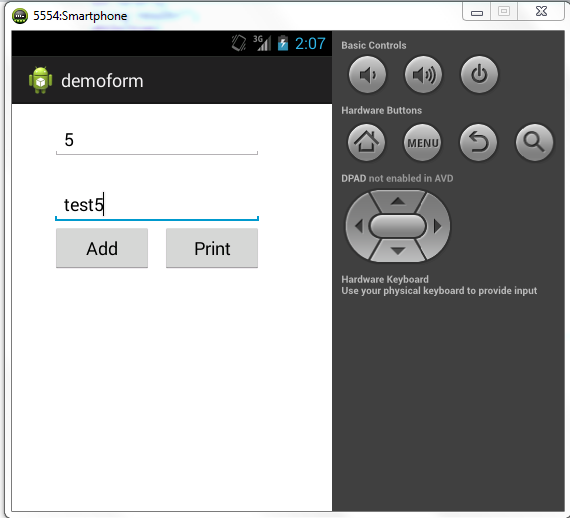 5554:Smartphone
3G 2:07
demoform
5
test5
Add Print
Basic Controls
Hardware Buttons
MENU
DPAD not enabled in AVD
Hardware Keyboard
Use your physical keyboard to provide input